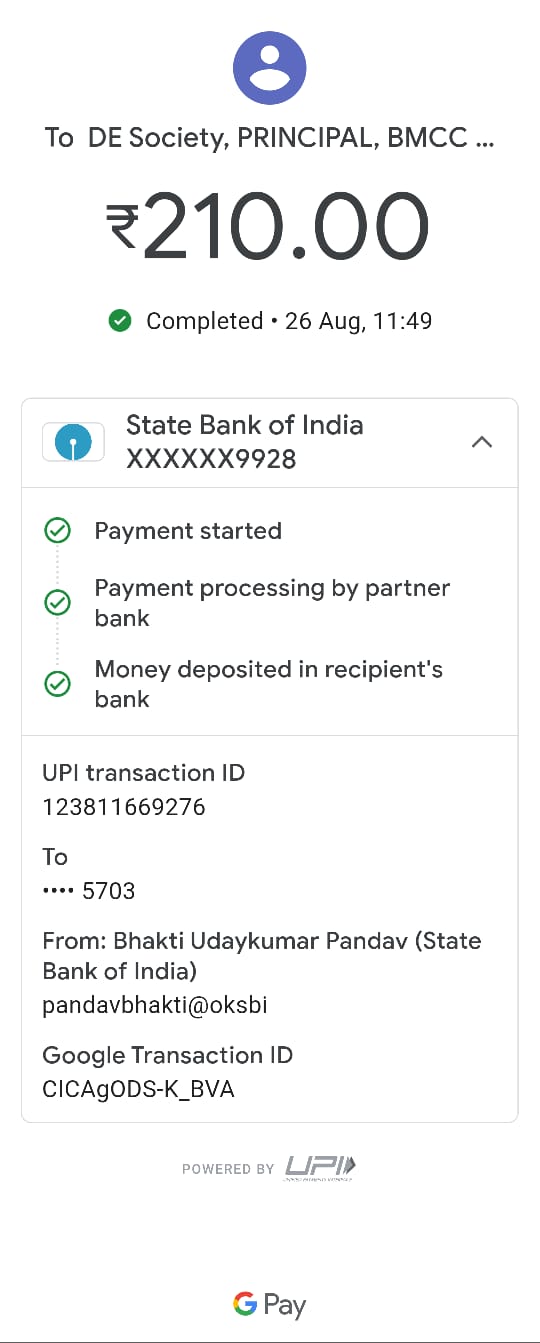 To DE Society, PRINCIPAL, BMCC ...
₹210.00
Completed • 26 Aug, 11:49
State Bank of India
XXXXXX9928
Payment started
Payment processing by partner
bank
Money deposited in recipient's
bank
UPI transaction ID
123811669276
To
•••• 5703
From: Bhakti Udaykumar Pandav (State
Bank of India)
pandavbhakti@oksbi
Google Transaction ID
CICAgODS-K_BVA
POWERED BY UPI
G Pay